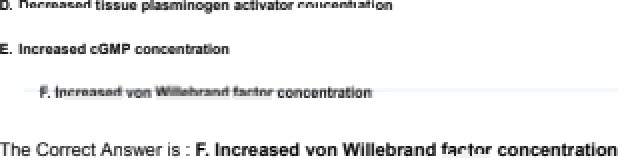 D. Decreased tissue plasminogen activator concentration
E. Increased cGMP concentration
F. Increased von Willebrand factor concentration
The Correct Answer is : F. Increased von Willebrand factor concentration